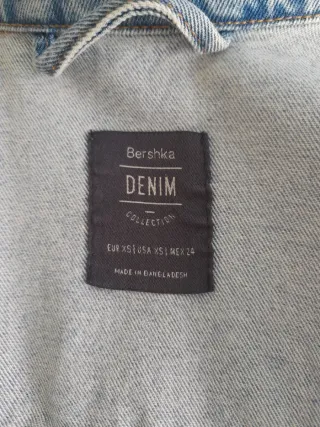 Bershka
DENIM
COLLECTION
EUR XS | USA XS | MEX 24
MADE IN BANGLADESH